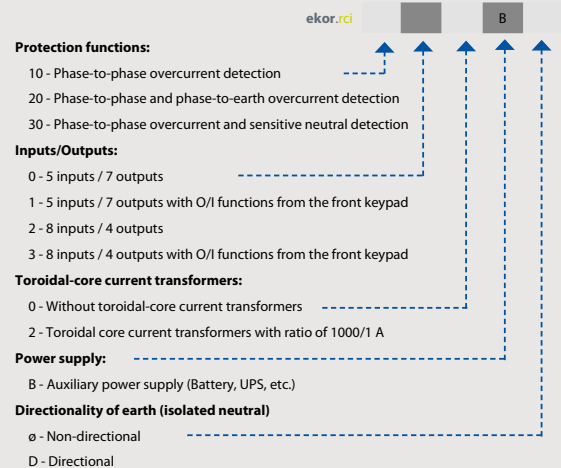 ekor.rci B
Protection functions:
10 - Phase-to-phase overcurrent detection
20 - Phase-to-phase and phase-to-earth overcurrent detection
30 - Phase-to-phase overcurrent and sensitive neutral detection
Inputs/Outputs:
0 - 5 inputs / 7 outputs
1 - 5 inputs / 7 outputs with O/I functions from the front keypad
2 - 8 inputs / 4 outputs
3 - 8 inputs / 4 outputs with O/I functions from the front keypad
Toroidal-core current transformers:
0 - Without toroidal-core current transformers
2 - Toroidal core current transformers with ratio of 1000/1 A
Power supply:
B - Auxiliary power supply (Battery, UPS, etc.)
Directionality of earth (isolated neutral)
ø - Non-directional
D - Directional